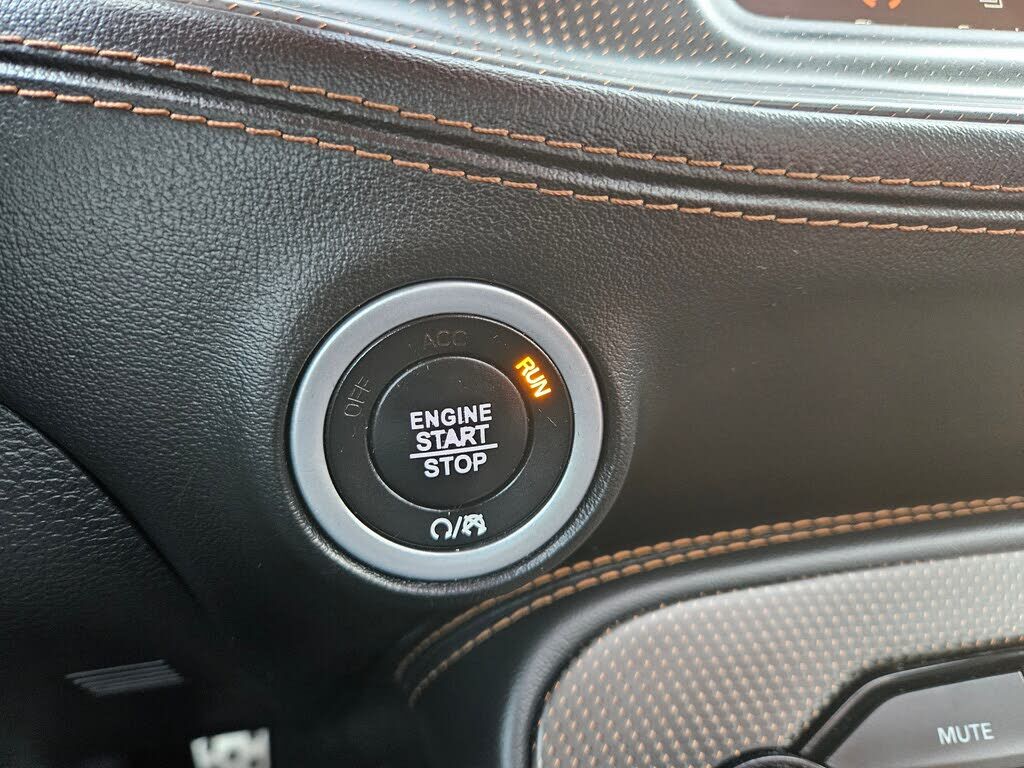 ACC
OFF
RUN
ENGINE
START
STOP
MUTE